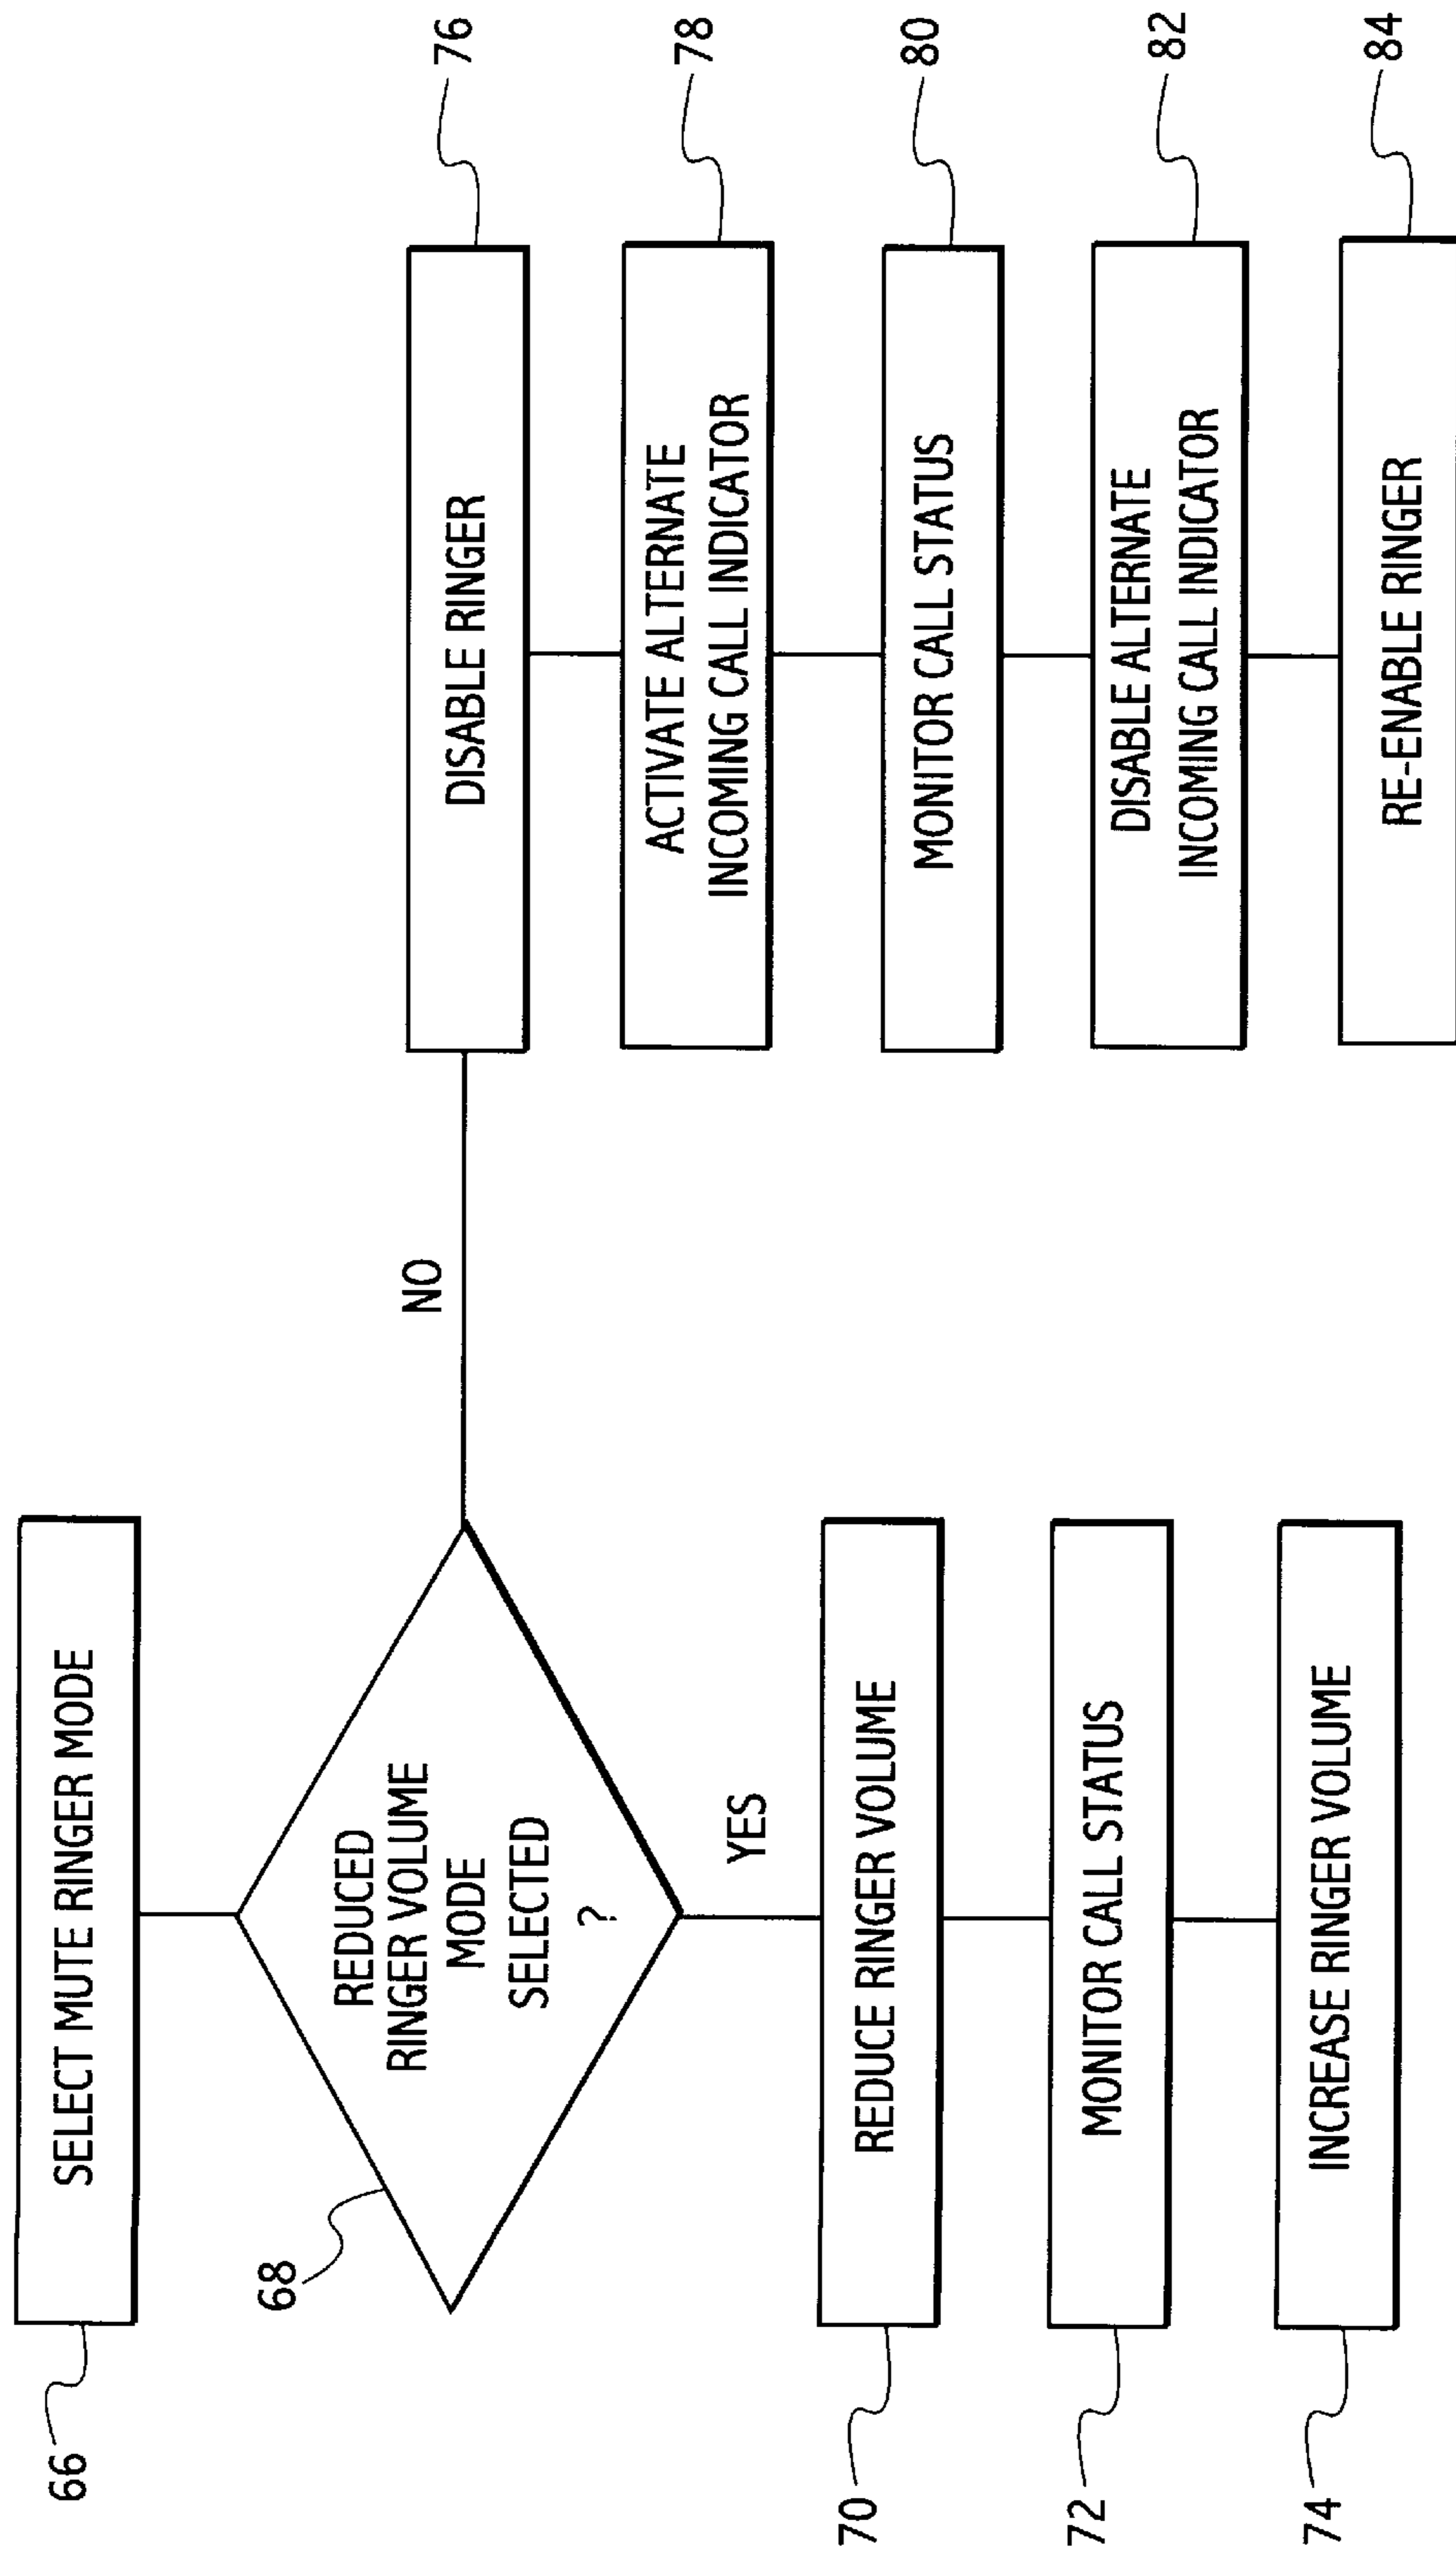 66
SELECT MUTE RINGER MODE
68
REDUCED
RINGER VOLUME
MODE
SELECTED
?
YES
REDUCE RINGER VOLUME
70
MONITOR CALL STATUS
72
INCREASE RINGER VOLUME
74
NO
DISABLE RINGER
76
ACTIVATE ALTERNATE
INCOMING CALL INDICATOR
78
MONITOR CALL STATUS
80
DISABLE ALTERNATE
INCOMING CALL INDICATOR
82
RE-ENABLE RINGER
84